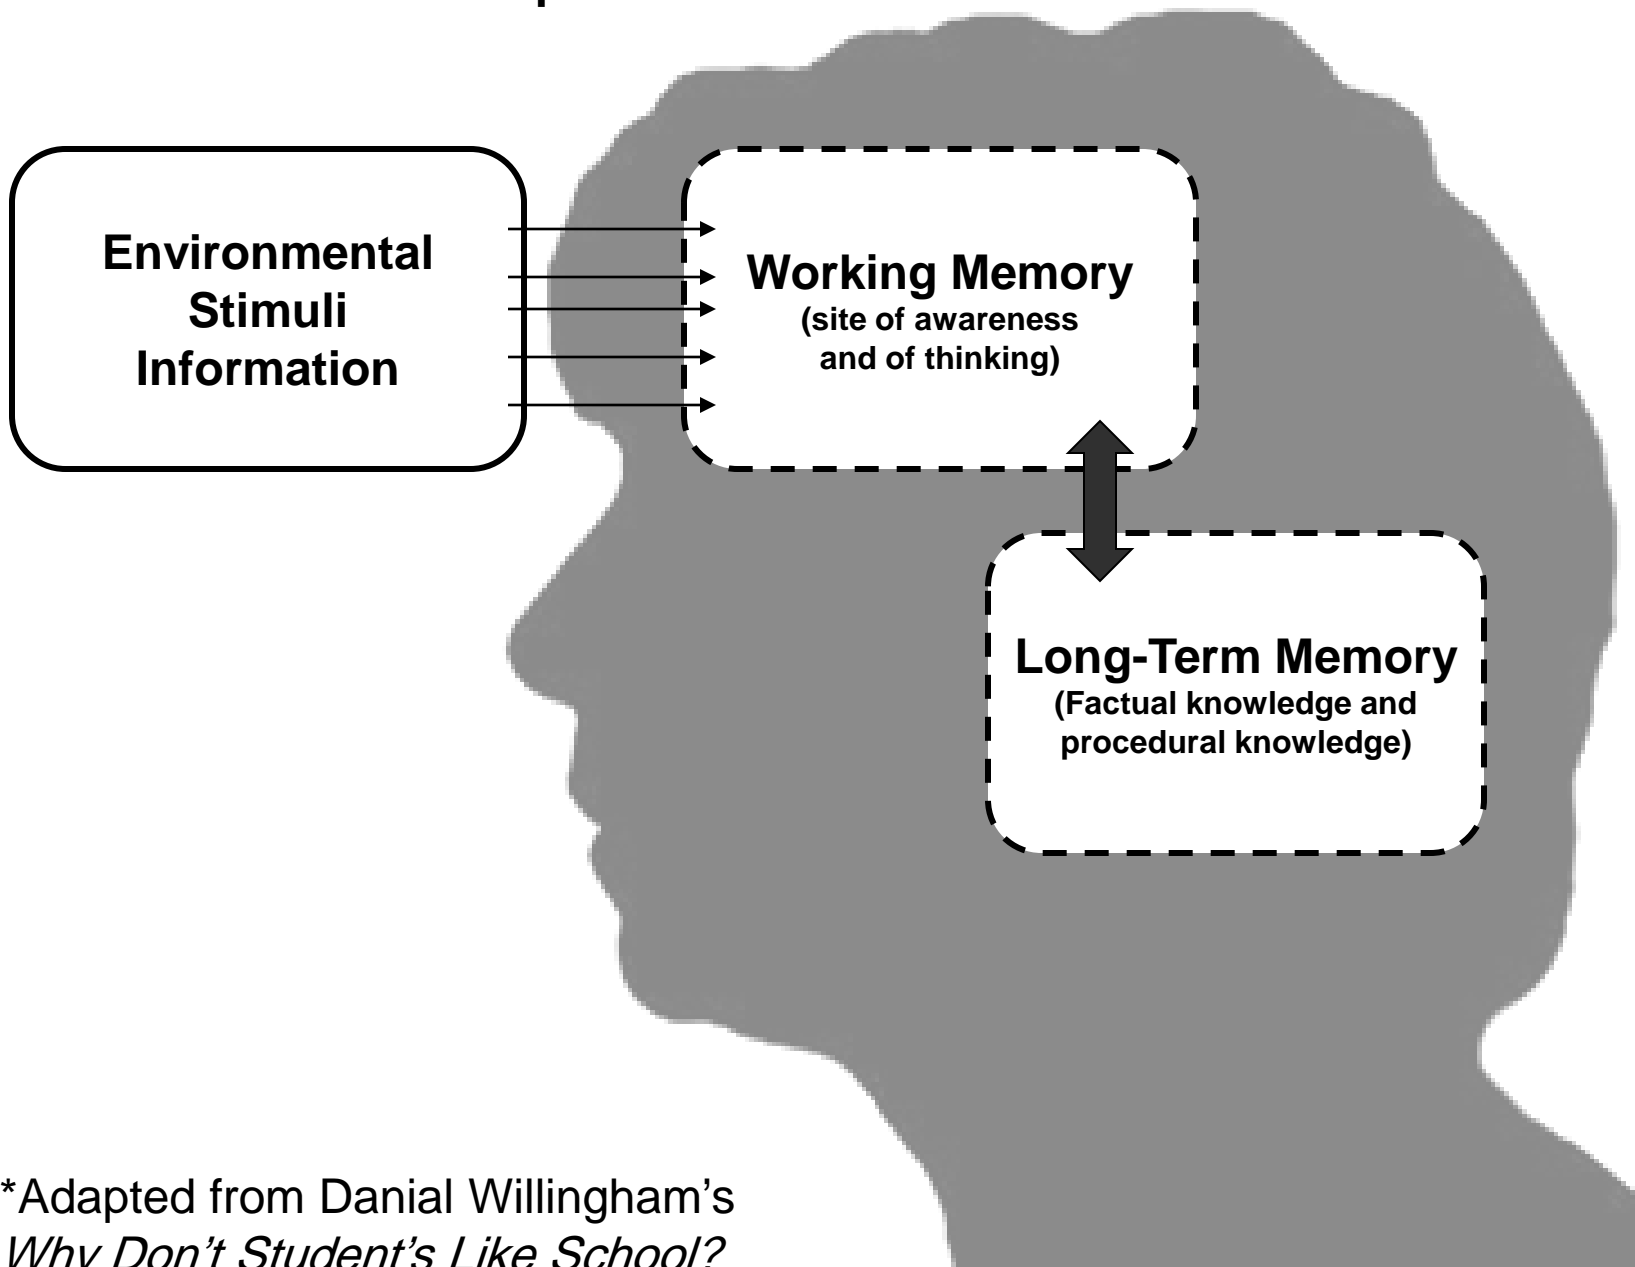 Environmental
Stimuli
Information
Working Memory
(site of awareness
and of thinking)
Long-Term Memory
(Factual knowledge and
procedural knowledge)
*Adapted from Danial Willingham's
Why Don't Student's Like School?